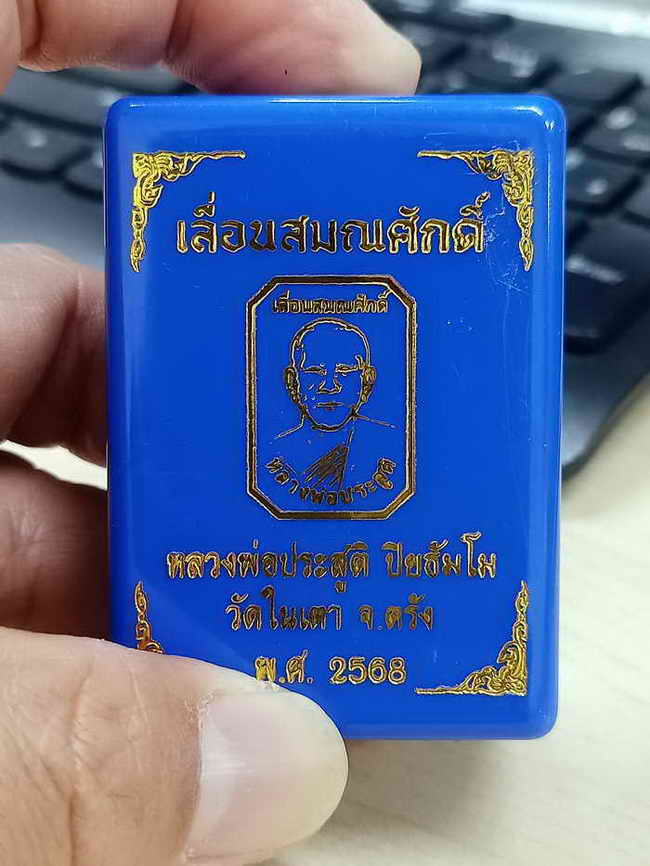 เลื่อนสมณศักดิ์
เลื่อนสมณศักดิ์
หลวงพ่อประสูติ
หลวงพ่อประสูติ ปิยธัมโม
วัดในเตา จ.ตรัง
พ.ศ. 2568